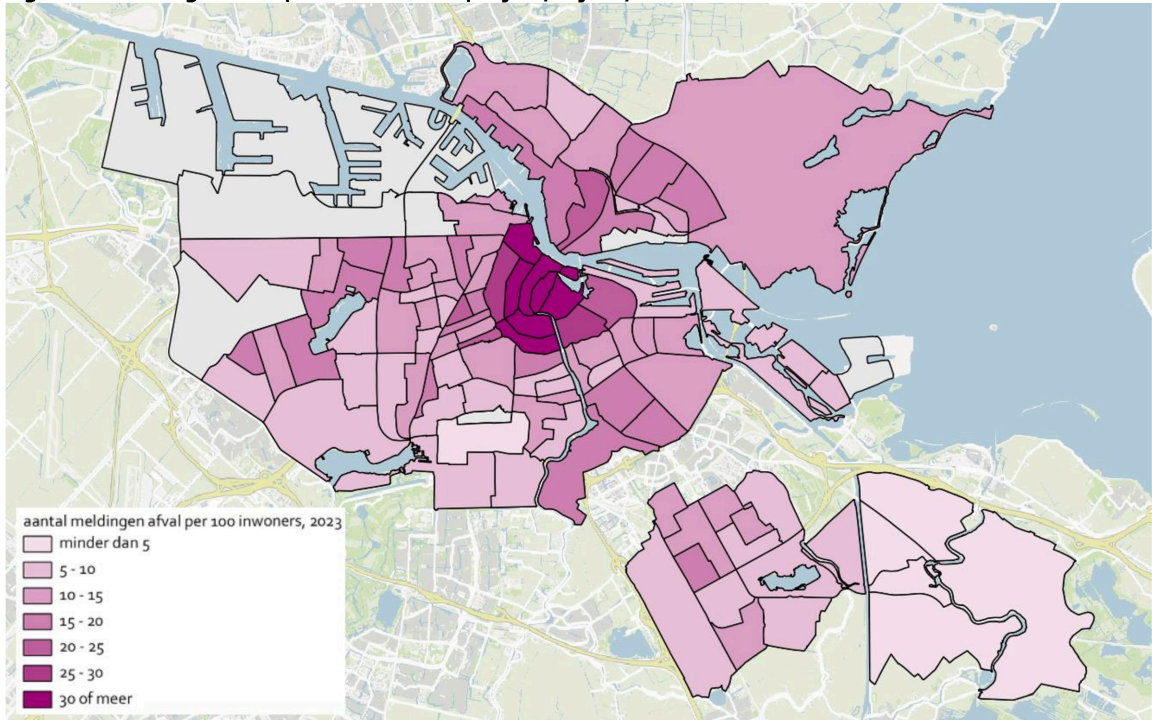 aantal meldingen afval per 100 inwoners, 2023
minder dan 5
5 - 10
10 - 15
15 - 20
20 - 25
25 - 30
30 of meer